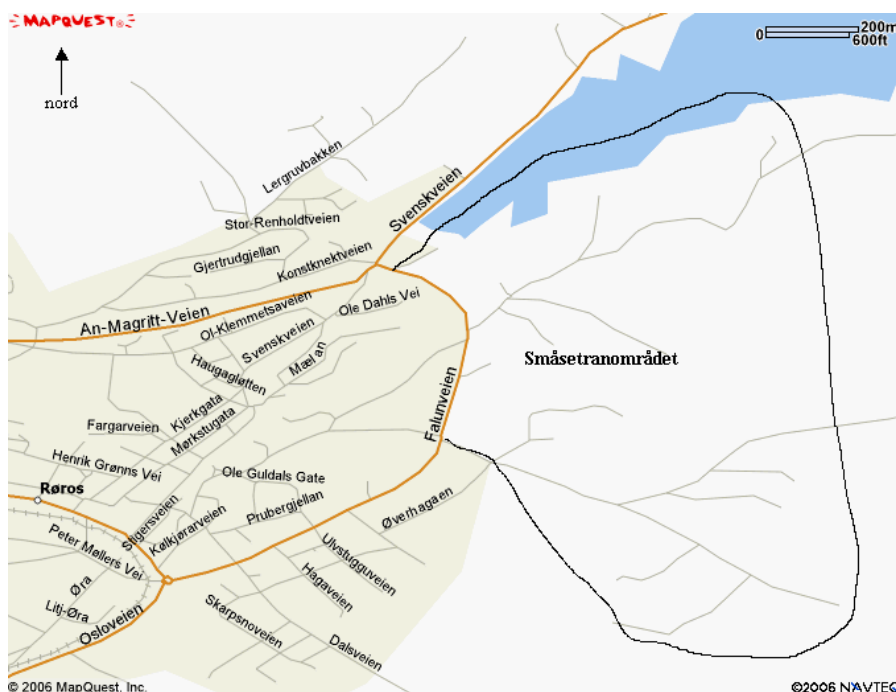 MAPQUEST®
0 200m
600ft
nord
Lergruvbakken
Svenskveien
Stor-Renholdtveien
Gjertrudgjellan
Konstknektveien
An-Magritt-Veien
Ol-Klemmetsaveien
Ole Dahls Vei
Svenskveien
Mælan
Småsetranområdet
Haugagløtten
Kjerkgata
Mørkstugata
Fargarveien
Falunveien
Henrik Grønns Vei
Ole Guldals Gate
Røros
Prubergjellan
Øverhagaen
Stigersveien
Kølkjørarveien
Peter Møllers Vei
Ulvstugguveien
Hagaveien
Øra
Litj-Øra
Skarpsnoveien
Osloveien
Dalsveien
© 2006 MapQuest, Inc.
©2006 NAVTEQ